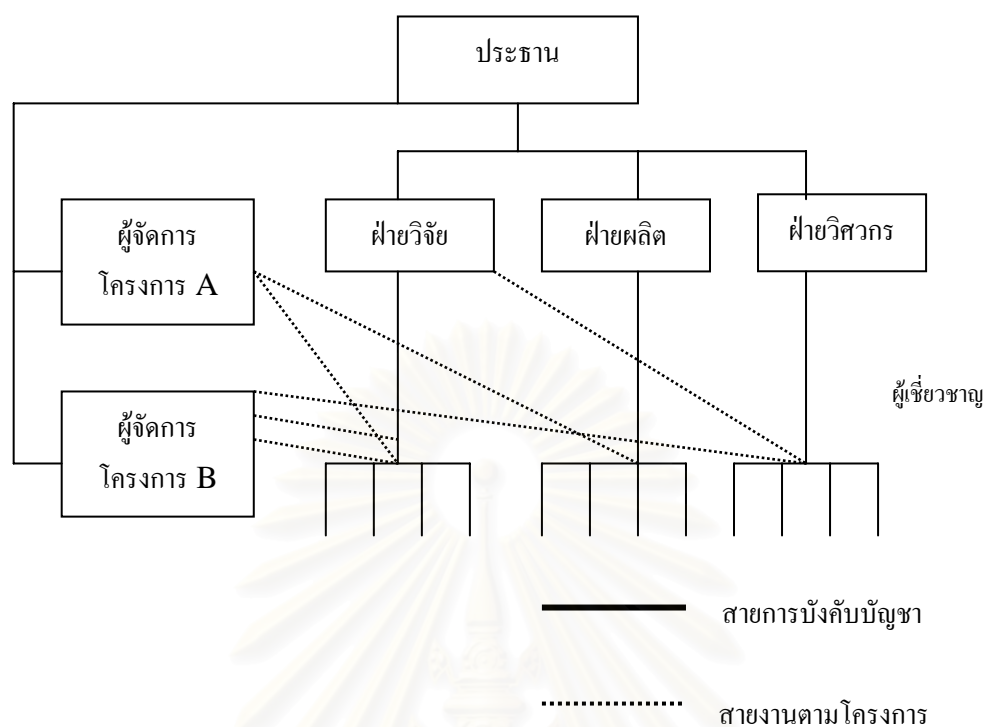 ประธาน
ผู้จัดการ
โครงการ A
ฝ่ายวิจัย
ฝ่ายผลิต
ฝ่ายวิศวกร
ผู้เชี่ยวชาญ
ผู้จัดการ
โครงการ B
สายการบังคับบัญชา
สายงานตามโครงการ